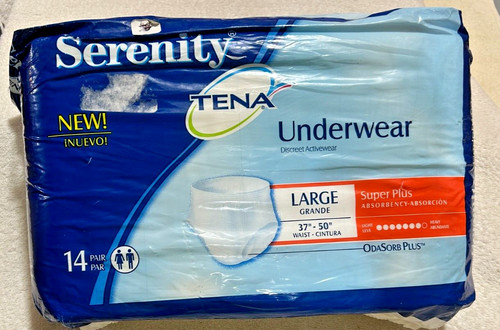 Serenity®
TENA
NEW!
¡NUEVO!
Underwear
Discreet Activewear
LARGE
GRANDE
37" - 50"
WAIST - CINTURA
Super Plus
ABSORBENCY-ABSORCIÓN
14 PAIR
PAR
ODASORB PLUS™